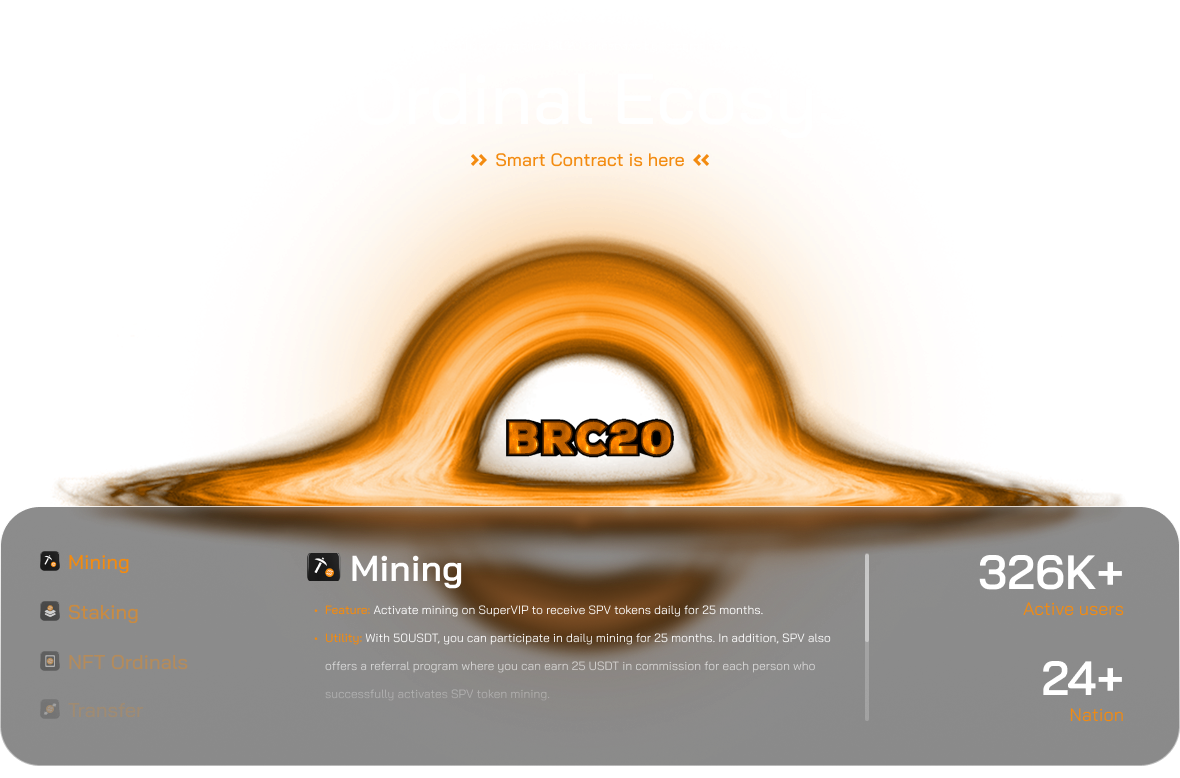 Ordinal Ecosys
Smart Contract is here
BRC20
Mining
Staking
NFT Ordinals
Transfer
Mining
Feature: Activate mining on SuperVIP to receive SPV tokens daily for 25 months.
Utility: With 50USDT, you can participate in daily mining for 25 months. In addition, SPV also
offers a referral program where you can earn 25 USDT in commission for each person who
successfully activates SPV token mining.
326K+
Active users
24+
Nation